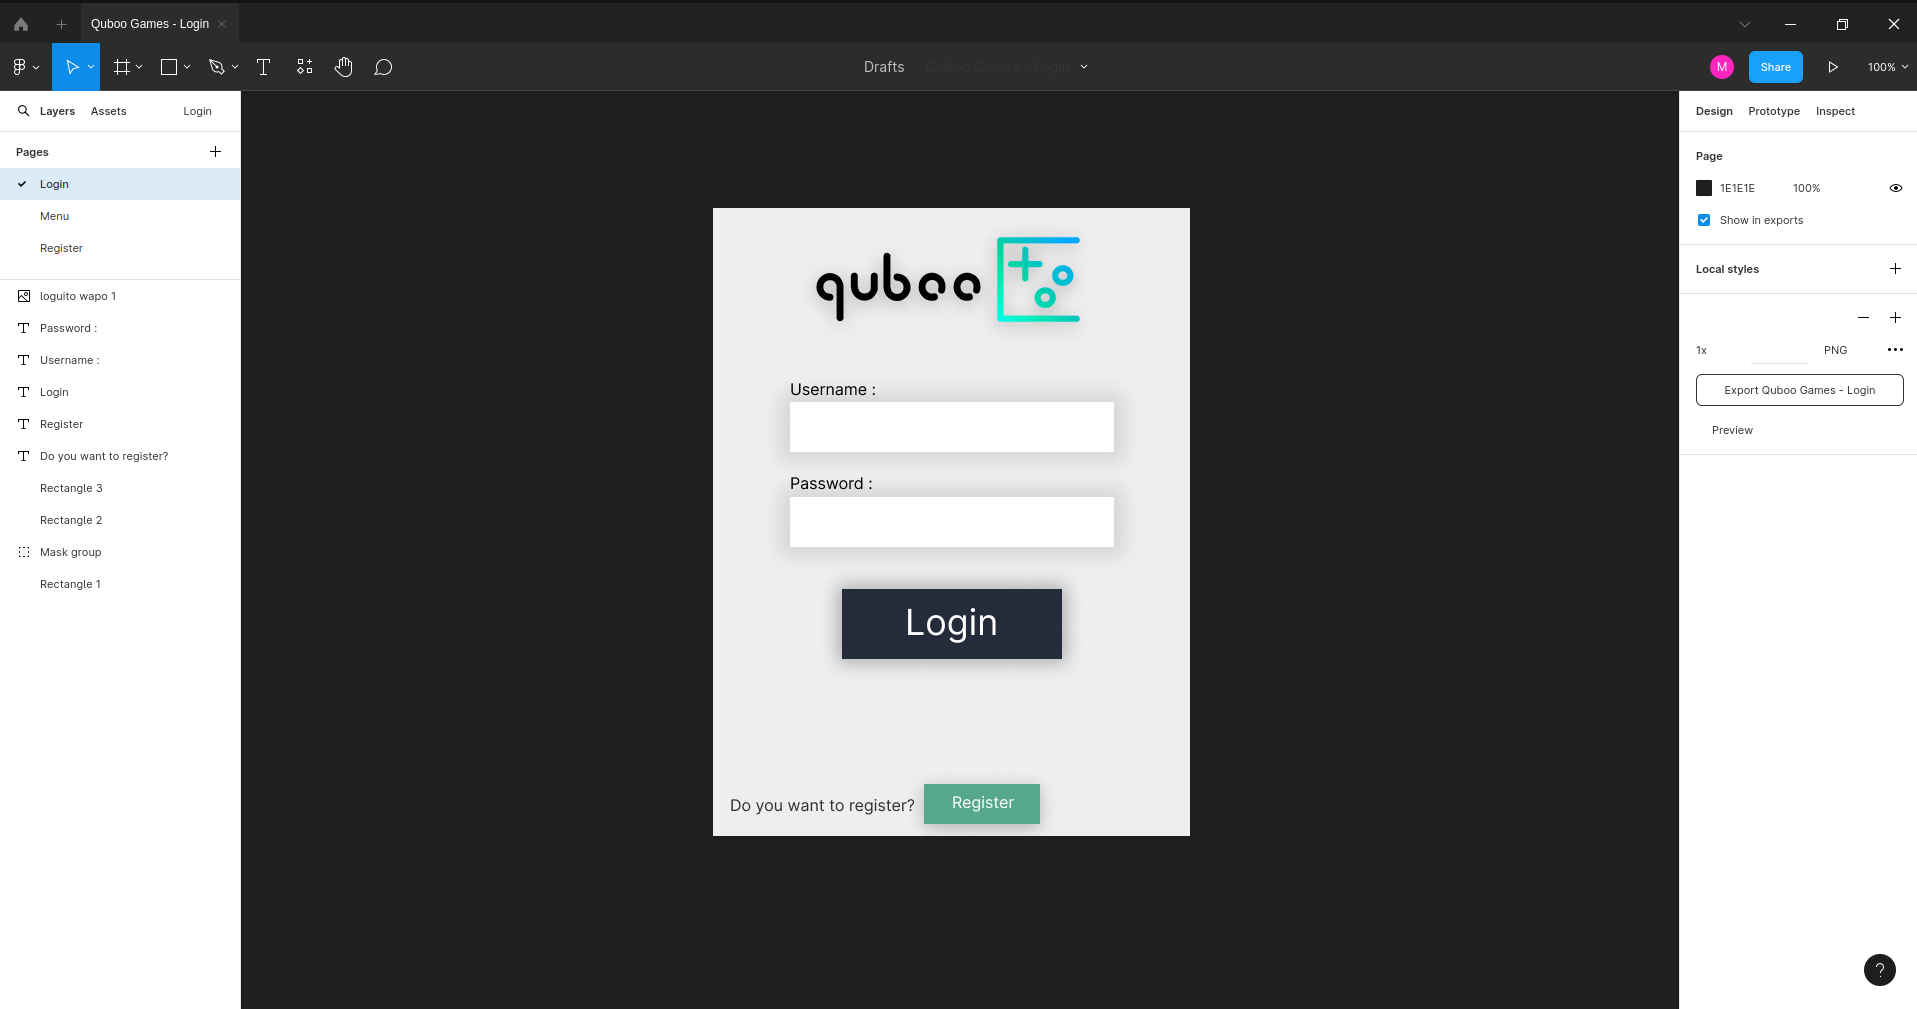 Quboo Games - Login
Drafts
Quboo Games - Login
M
Share
100%
Layers
Assets
Login
Pages
Login
Menu
Register
loguito wapo 1
Password :
Username :
Login
Register
Do you want to register?
Rectangle 3
Rectangle 2
Mask group
Rectangle 1
quboo
Username :
Password :
Login
Do you want to register?
Register
Design
Prototype
Inspect
Page
1E1E1E
100%
Show in exports
Local styles
1x
PNG
Export Quboo Games - Login
Preview
?